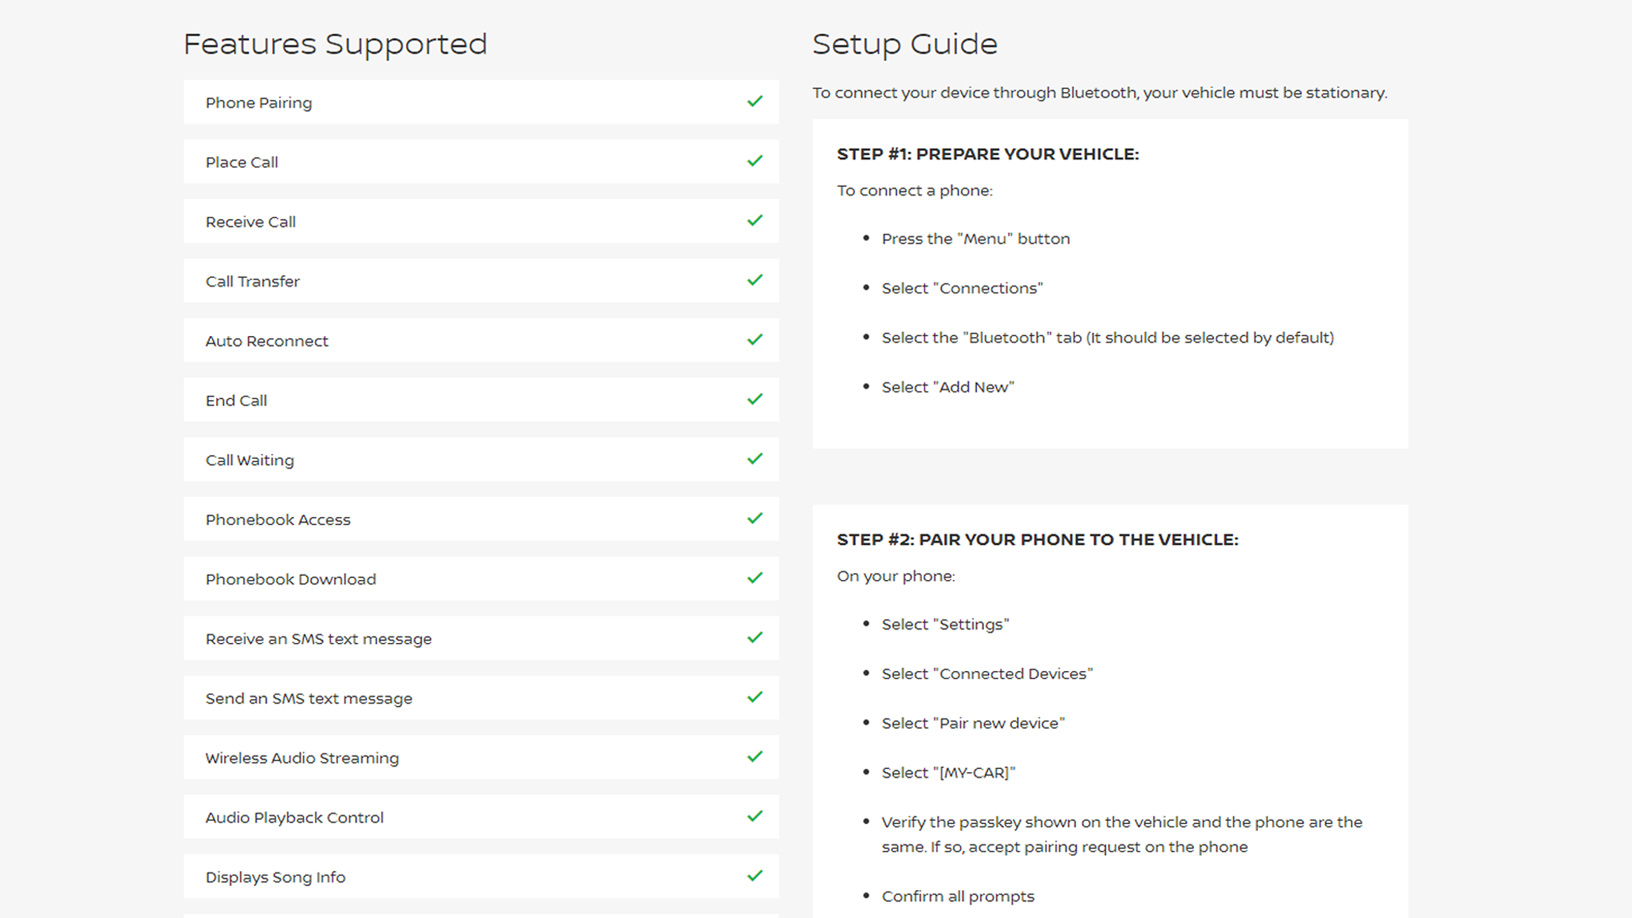 Features Supported
Phone Pairing
Place Call
Receive Call
Call Transfer
Auto Reconnect
End Call
Call Waiting
Phonebook Access
Phonebook Download
Receive an SMS text message
Send an SMS text message
Wireless Audio Streaming
Audio Playback Control
Displays Song Info
Setup Guide
To connect your device through Bluetooth, your vehicle must be stationary.
STEP #1: PREPARE YOUR VEHICLE:
To connect a phone:
• Press the "Menu" button
• Select "Connections"
• Select the "Bluetooth" tab (It should be selected by default)
• Select "Add New"
STEP #2: PAIR YOUR PHONE TO THE VEHICLE:
On your phone:
• Select "Settings"
• Select "Connected Devices"
• Select "Pair new device"
• Select "[MY-CAR]"
• Verify the passkey shown on the vehicle and the phone are the
same. If so, accept pairing request on the phone
• Confirm all prompts